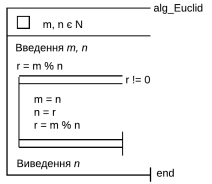 alg_Euclid
m, n є N
Введення m, n
r = m % n
r != 0
m = n
n = r
r = m % n
Виведення n
end